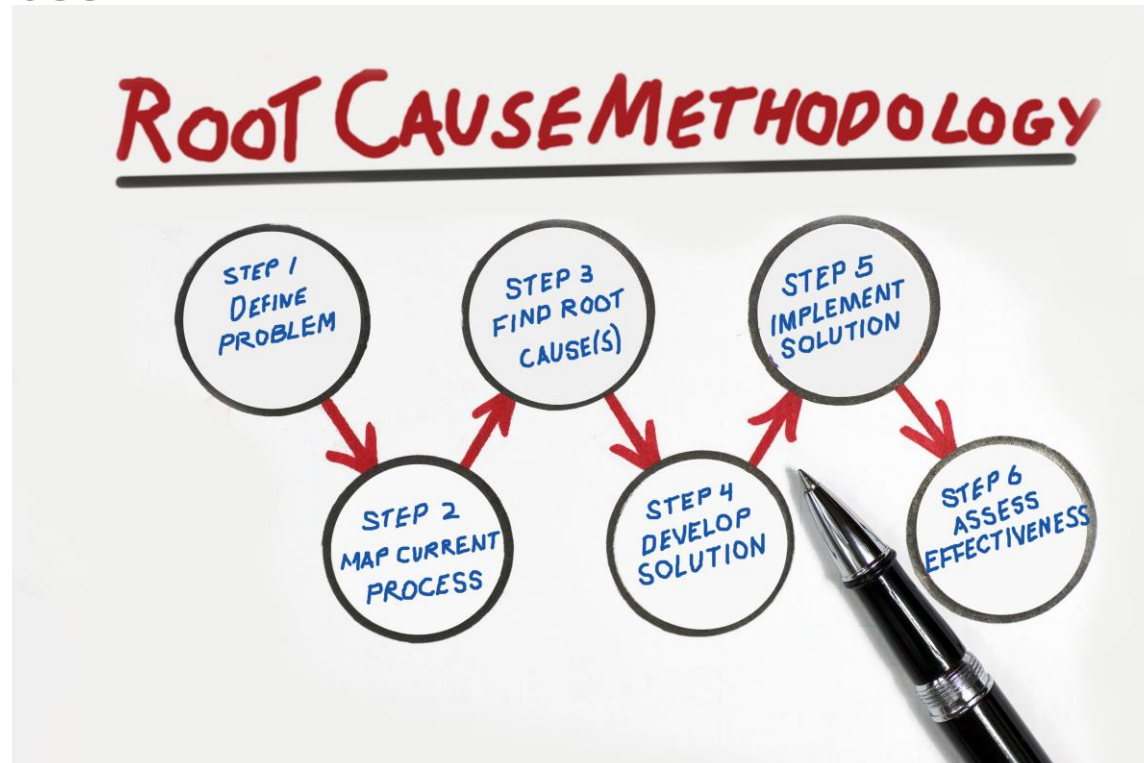 ROOT CAUSE METHODOLOGY
STEP 1
DEFINE
PROBLEM
STEP 2
MAP CURRENT
PROCESS
STEP 3
FIND ROOT
CAUSE(S)
STEP 4
DEVELOP
SOLUTION
STEP 5
IMPLEMENT
SOLUTION
STEP 6
ASSESS
EFFECTIVENESS